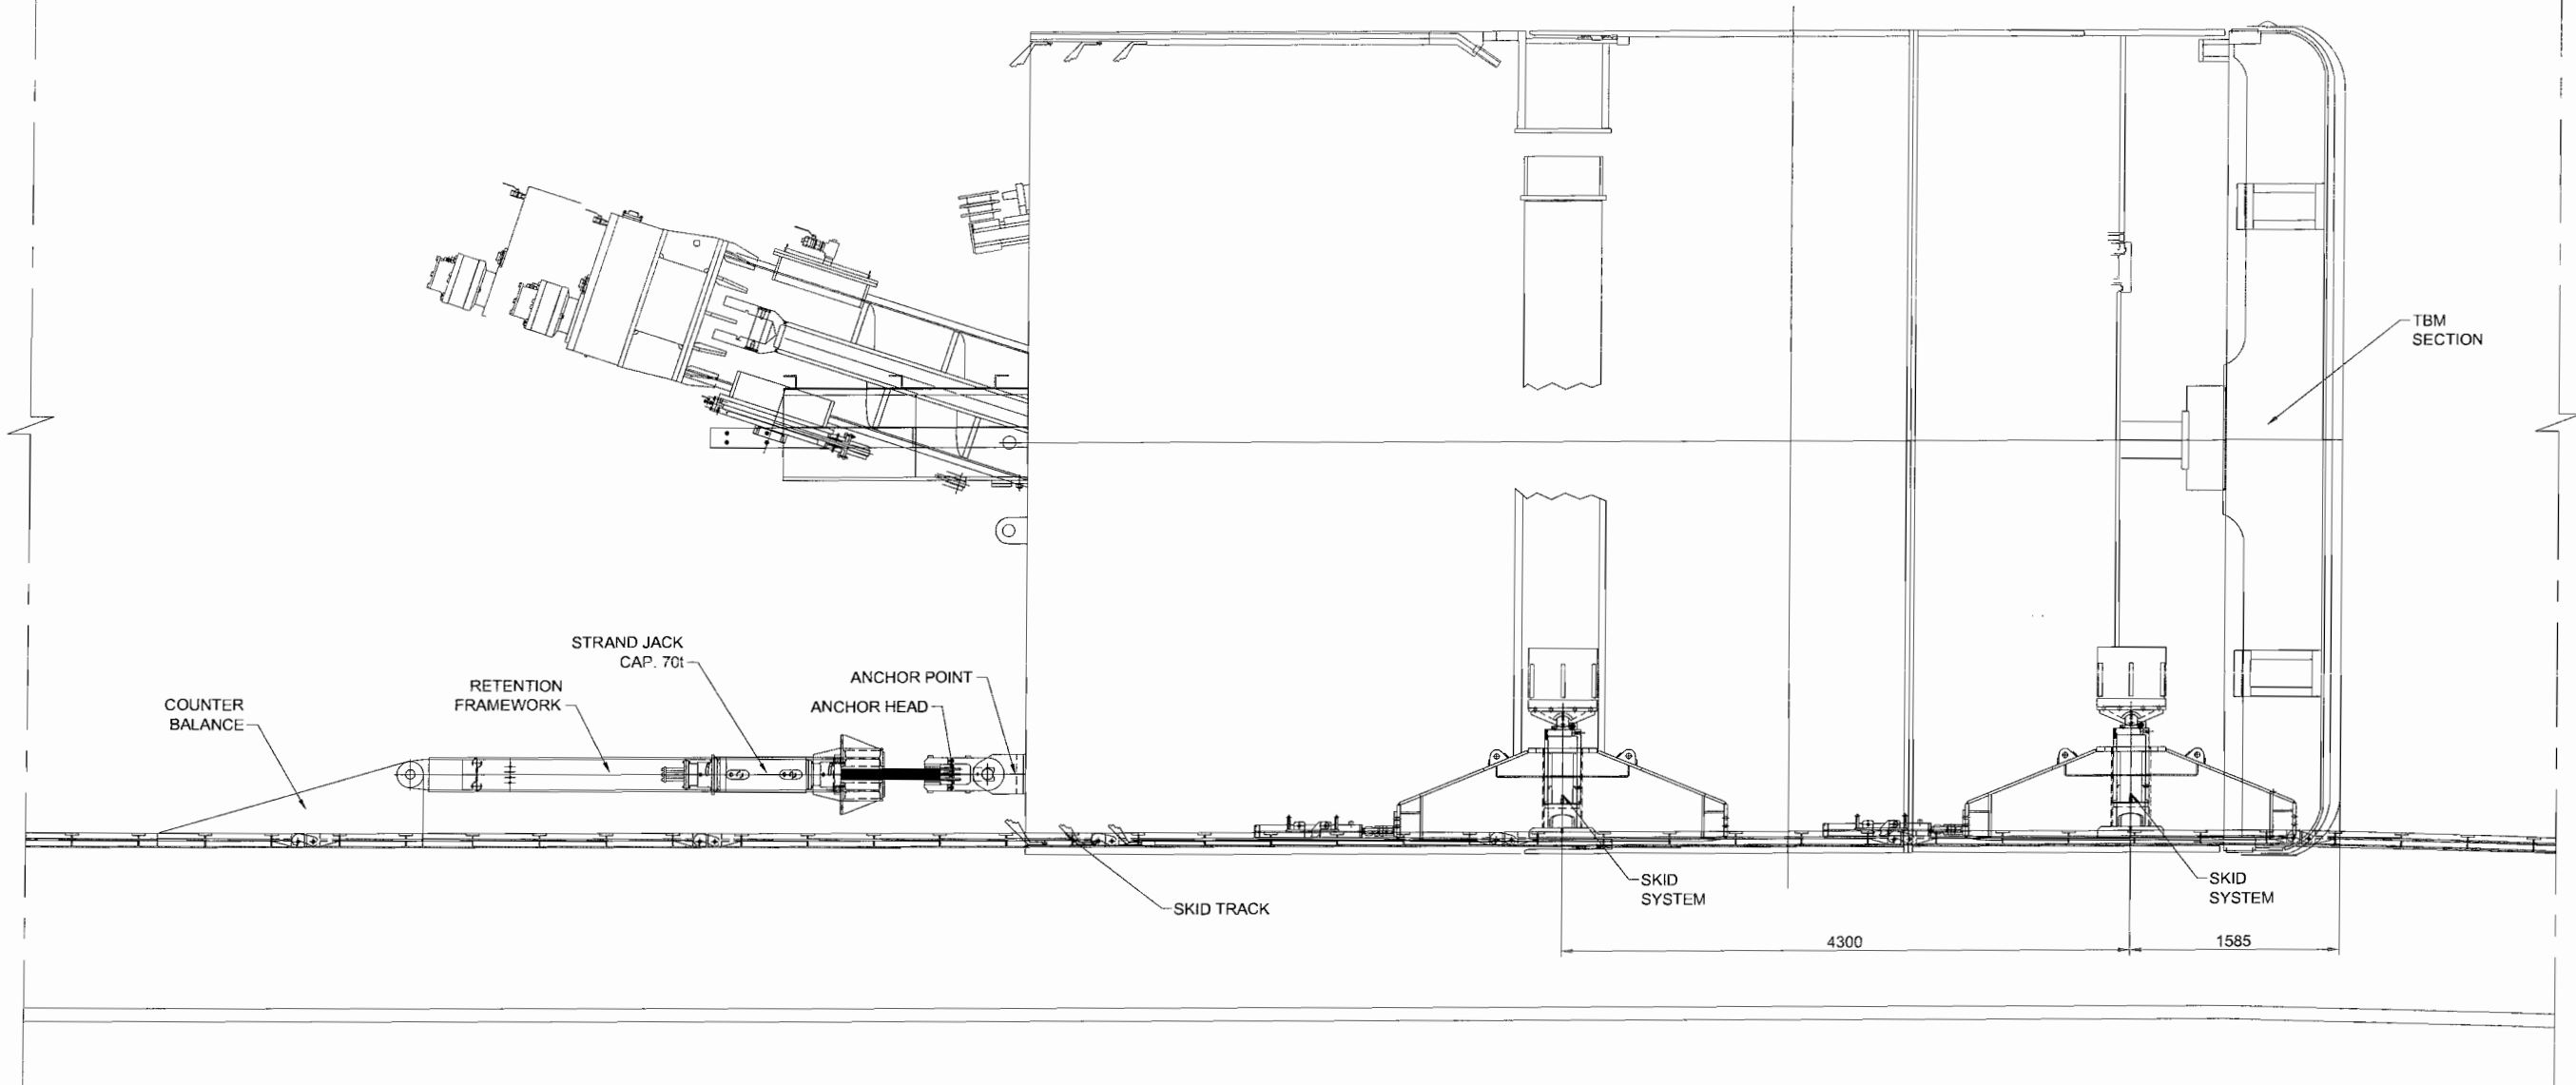 TBM
SECTION
STRAND JACK
CAP. 70t
RETENTION
FRAMEWORK
ANCHOR POINT
ANCHOR HEAD
COUNTER
BALANCE
SKID TRACK
SKID
SYSTEM
SKID
SYSTEM
4300
1585